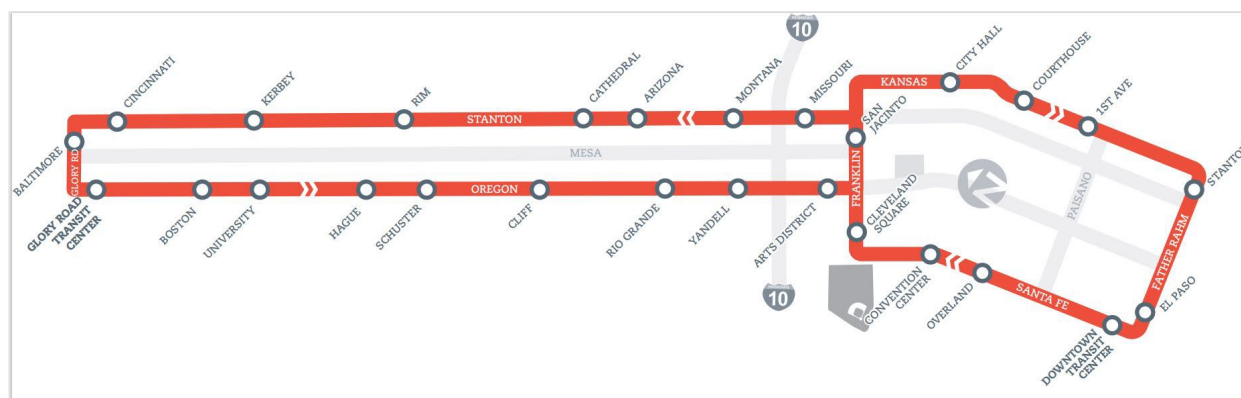 10
CINCINNATI
KERBEY
RIM
CATHEDRAL
ARIZONA
MONTANA
MISSOURI
CITY HALL
COURTHOUSE
1ST AVE
KANSAS
STANTON
SAN
JACINTO
BALTIMORE
GLORY RD
MESA
STANTON
FRANKLIN
PAISANO
FATHER RAHM
GLORY ROAD
TRANSIT
CENTER
BOSTON
UNIVERSITY
HAGUE
SCHUSTER
OREGON
CLIFF
RIO GRANDE
YANDELL
ARTS DISTRICT
CLEVELAND
SQUARE
10
CONVENTION
CENTER
OVERLAND
SANTA FE
DOWNTOWN
TRANSIT
CENTER
EL PASO